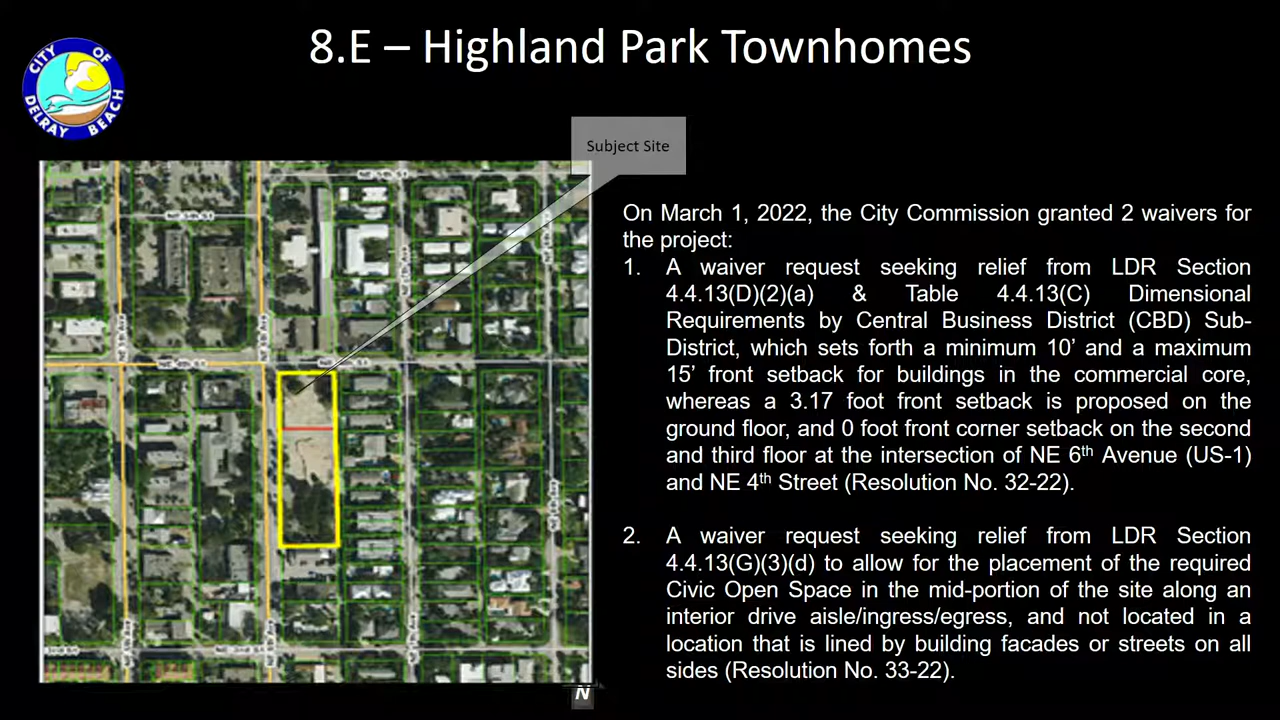 8.E – Highland Park Townhomes
CITY OF
DELRAY BEACH
Subject Site
On March 1, 2022, the City Commission granted 2 waivers for
the project:
1. A waiver request seeking relief from LDR Section
4.4.13(D)(2)(a) & Table 4.4.13(C) Dimensional
Requirements by Central Business District (CBD) Sub-
District, which sets forth a minimum 10’ and a maximum
15’ front setback for buildings in the commercial core,
whereas a 3.17 foot front setback is proposed on the
ground floor, and 0 foot front corner setback on the second
and third floor at the intersection of NE 6th Avenue (US-1)
and NE 4th Street (Resolution No. 32-22).
2. A waiver request seeking relief from LDR Section
4.4.13(G)(3)(d) to allow for the placement of the required
Civic Open Space in the mid-portion of the site along an
interior drive aisle/ingress/egress, and not located in a
location that is lined by building facades or streets on all
sides (Resolution No. 33-22).
N